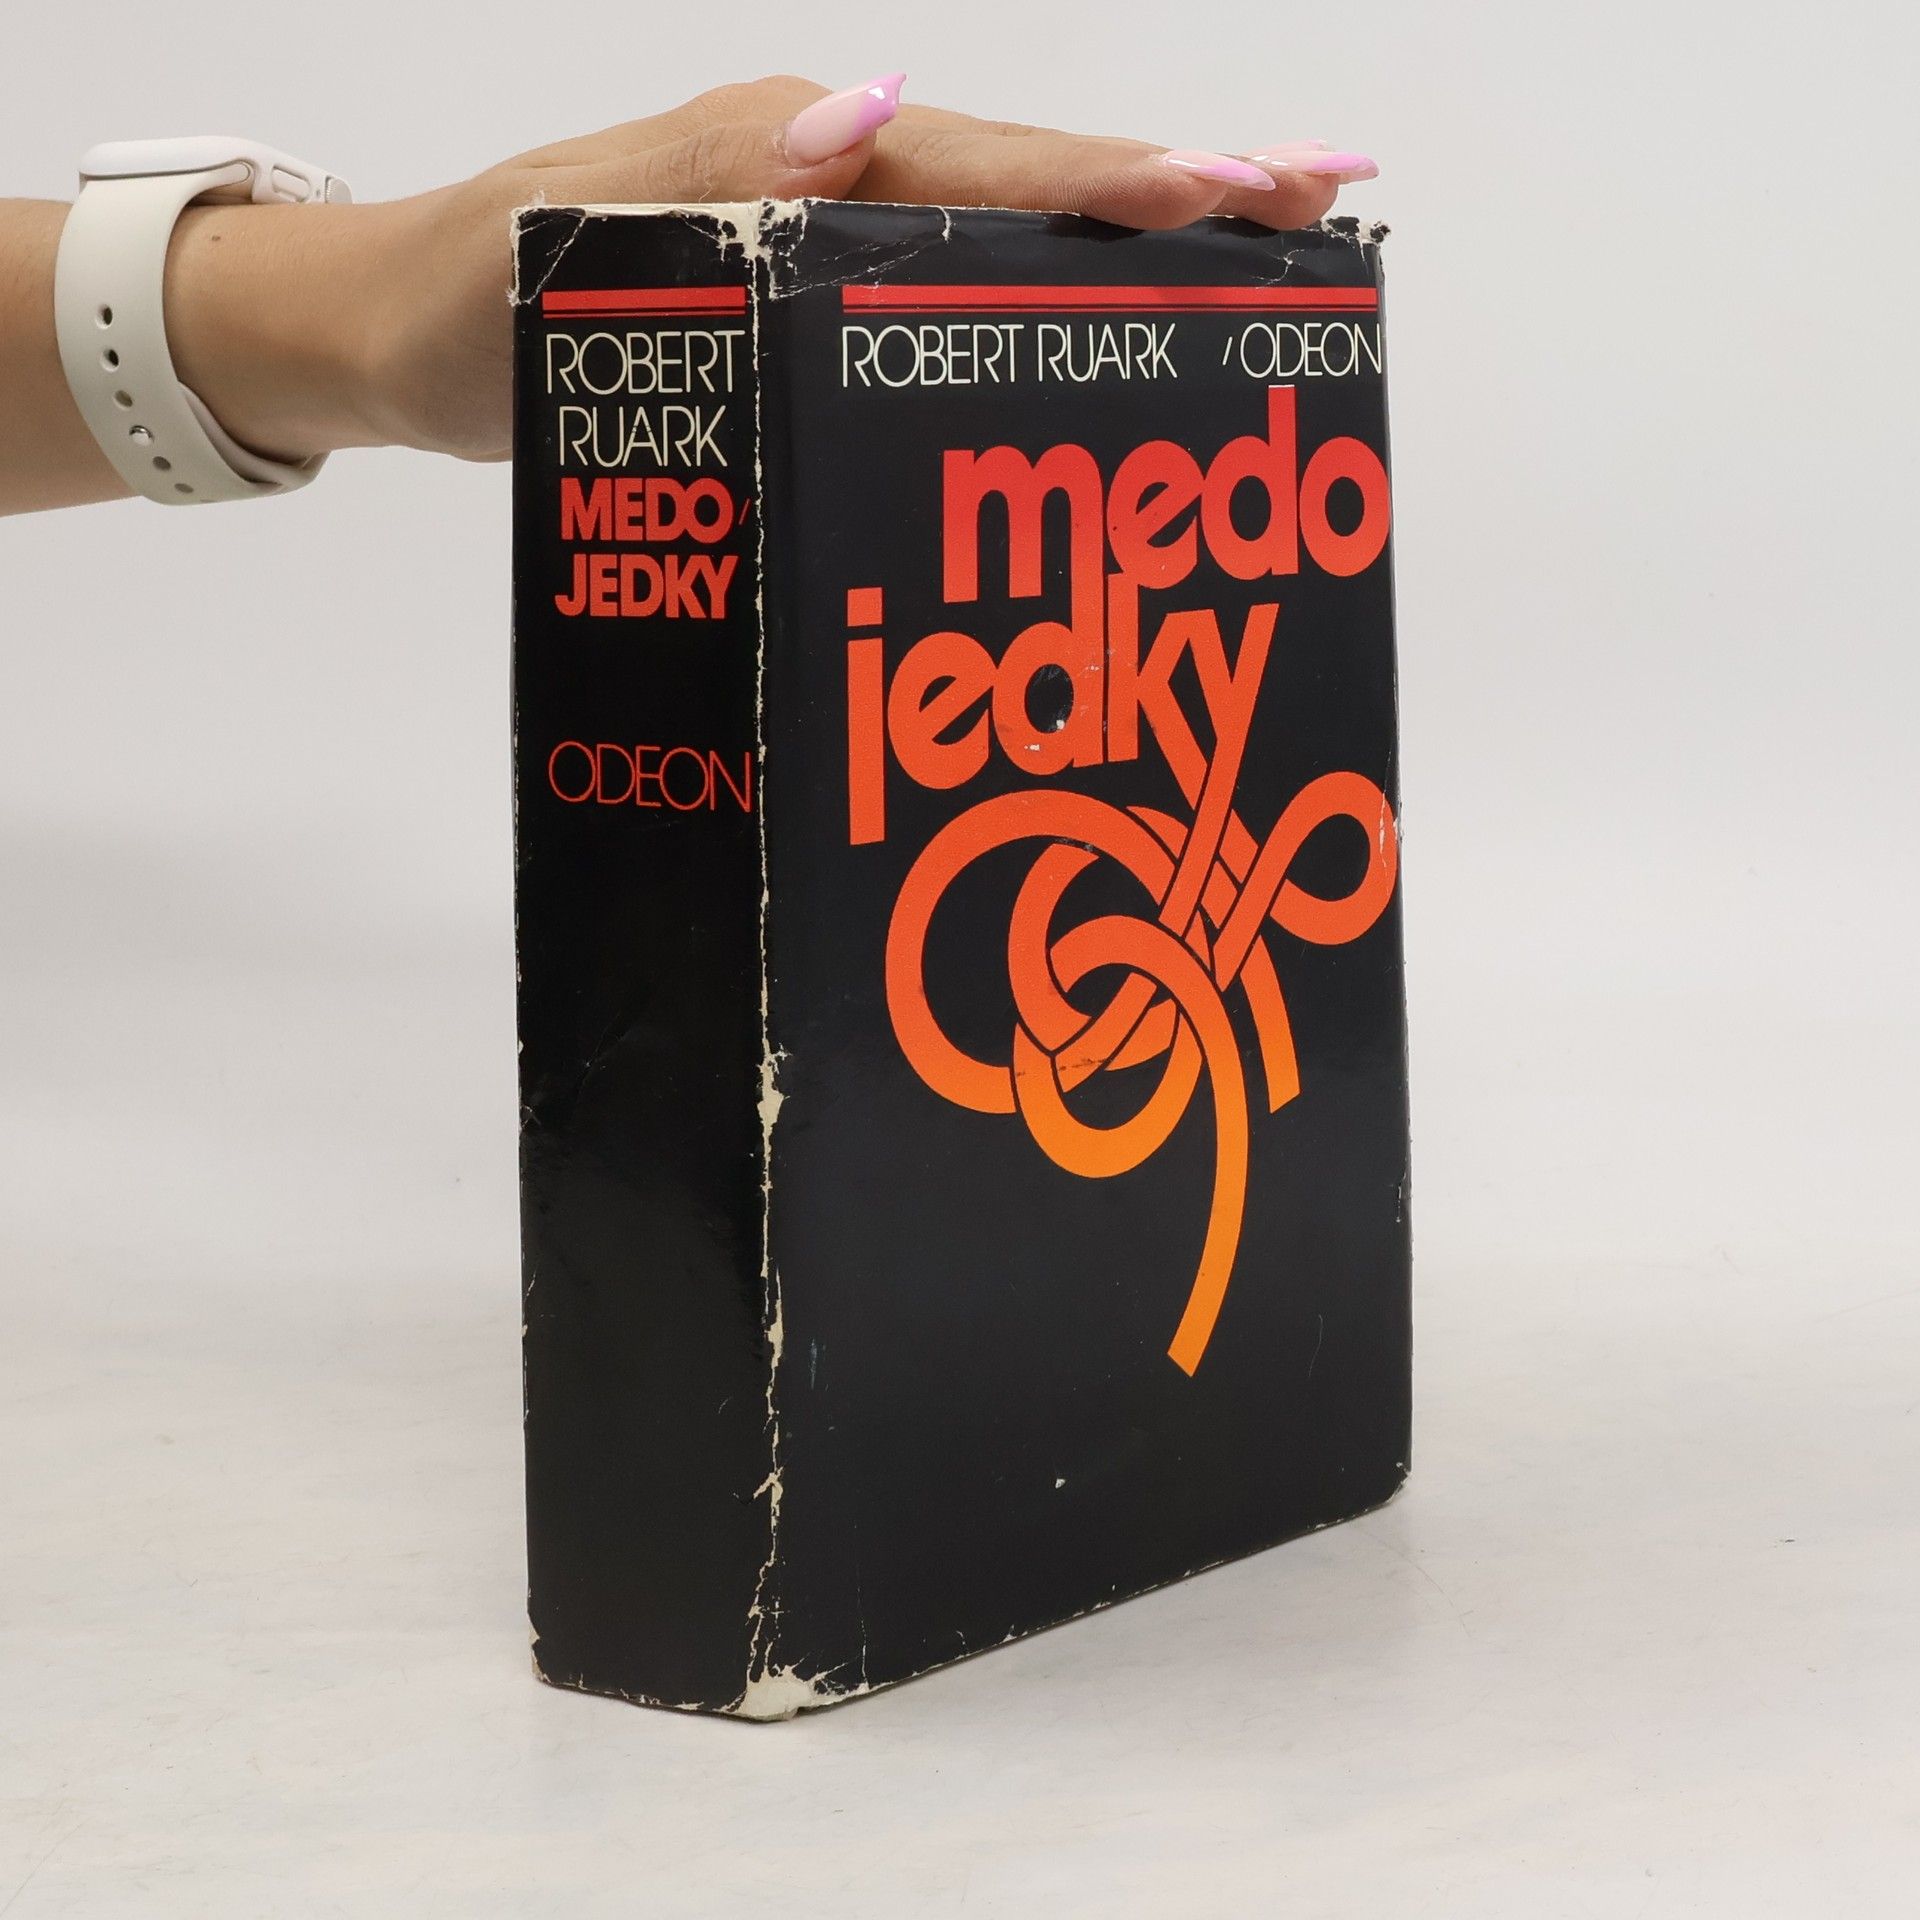 ROBERT
RUARK
MEDO/
JEDKY
ODEON
ROBERT RUARK / ODEON
medo
jedky